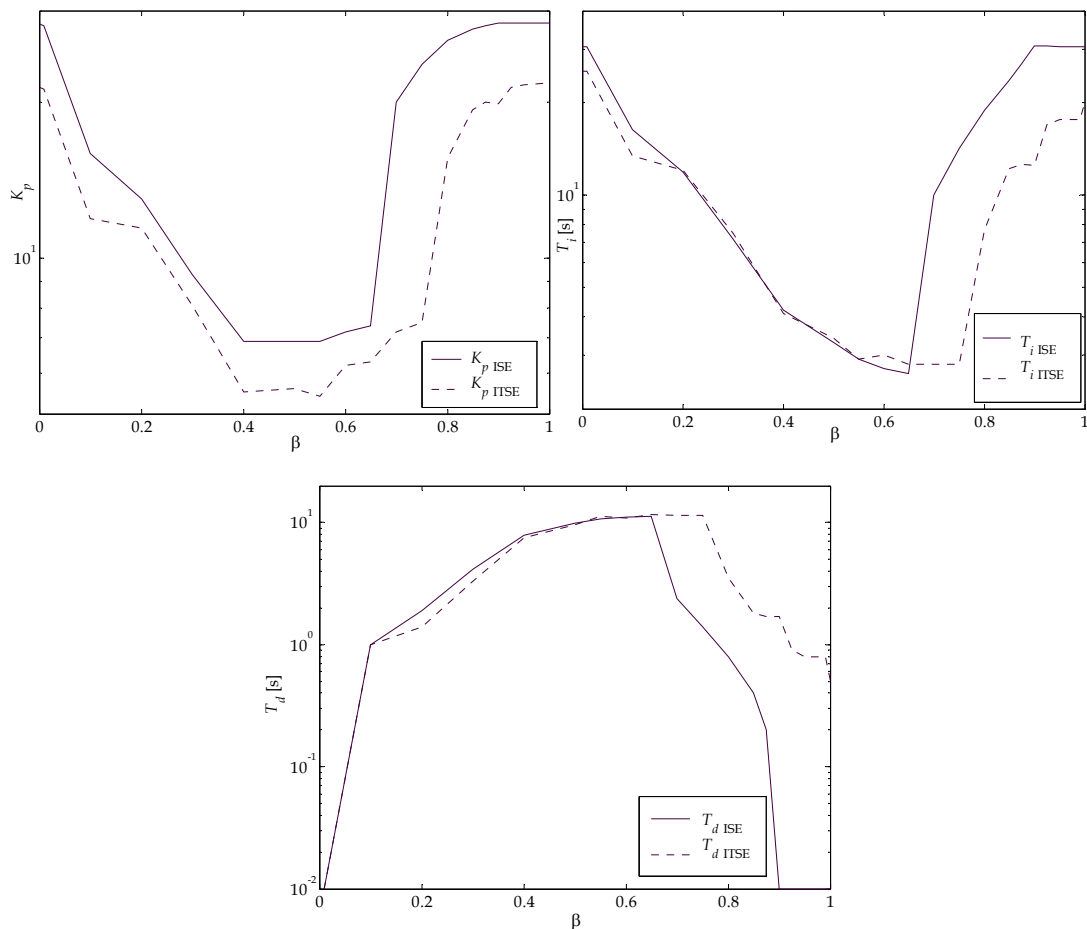 K_p
10^1
0 0.2 0.4 0.6 0.8 1
β
K_p ISE
K_p ITSE
T_i [s]
10^1
0 0.2 0.4 0.6 0.8 1
β
T_i ISE
T_i ITSE
T_d [s]
10^1
10^0
10^-1
10^-2
0 0.2 0.4 0.6 0.8 1
β
T_d ISE
T_d ITSE